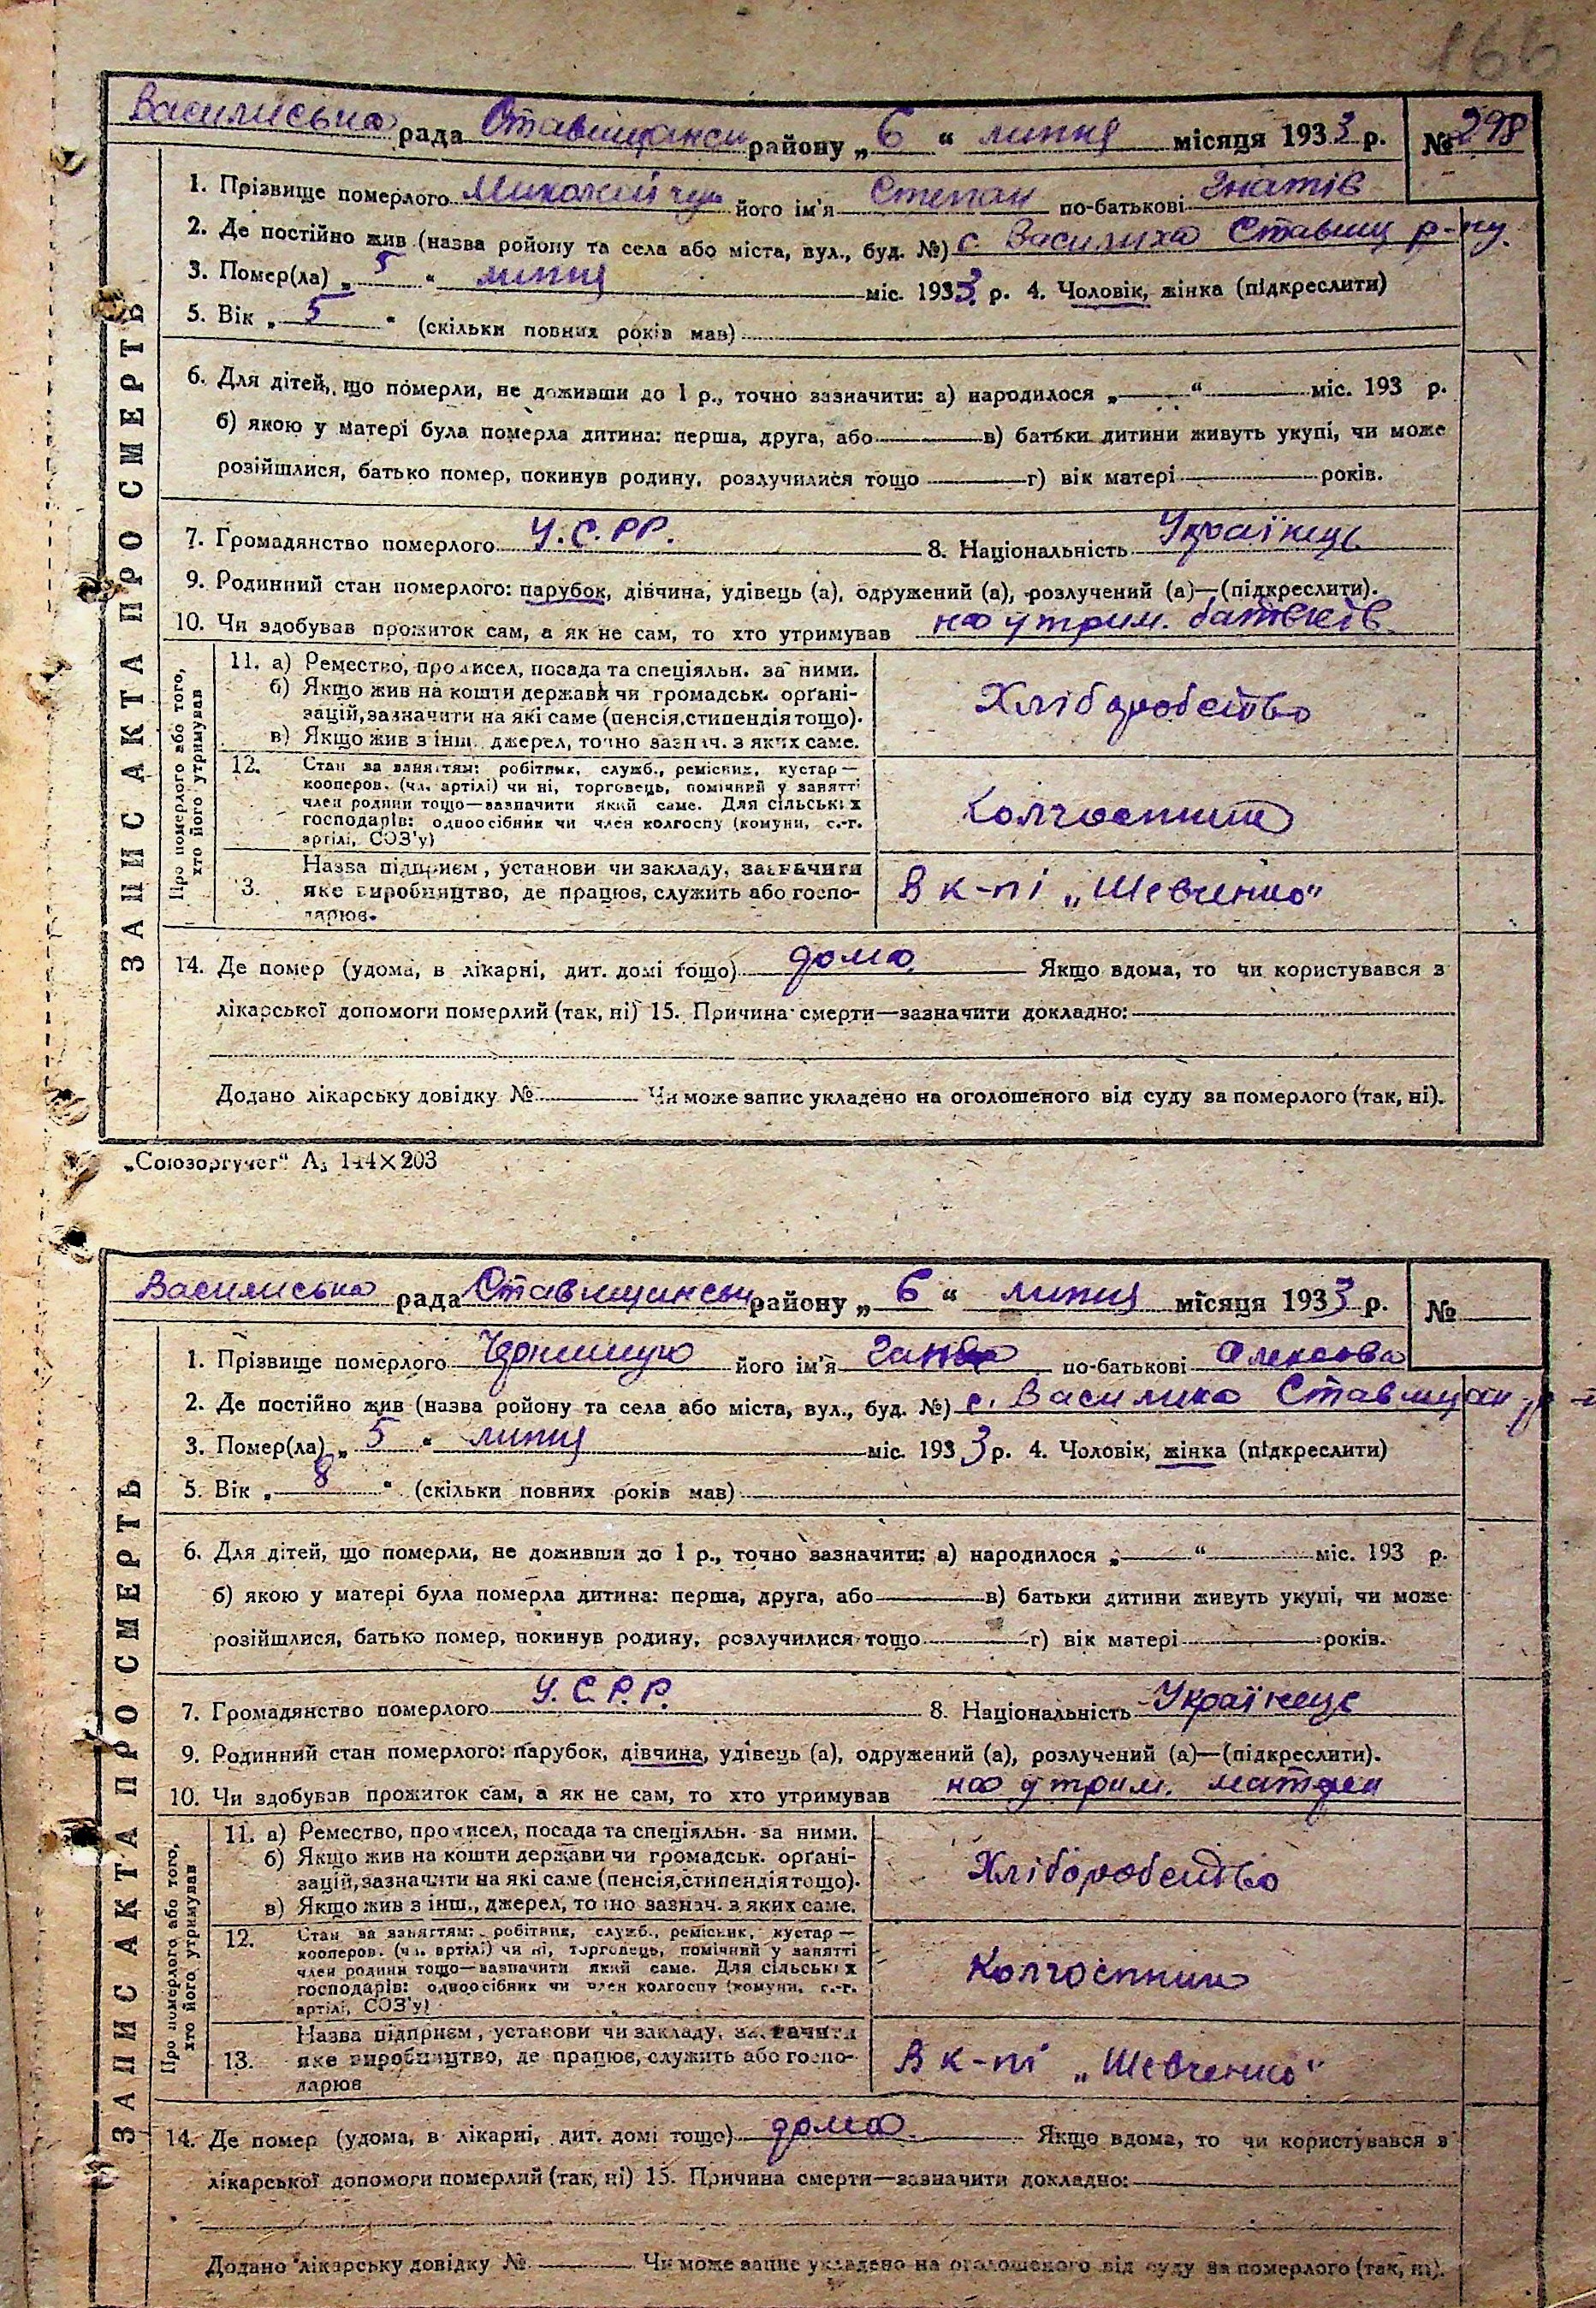 166
Василиська рада Ставищанськ району „ 6 “ липня місяця 1933 р. № 298
ЗАПИС АКТА ПРО СМЕРТЬ
1. Прізвище померлого Миколайчук його ім'я Степан по-батькові Гнатів
2. Де постійно жив (назва ройону та села або міста, вул., буд. №) с Василиха Ставищ р-ну.
3. Помер(ла) „ 5 “ липня міс. 1933 р. 4. Чоловік, жінка (підкреслити)
5. Вік „ 5 “ (скільки повних років мав)
6. Для дітей, що померли, не доживши до 1 р., точно зазначити: а) народилося „ “ міс. 193 р.
б) якою у матері була померла дитина: перша, друга, або в) батьки дитини живуть укупі, чи може
розійшлися, батько помер, покинув родину, розлучилися тощо г) вік матері років.
7. Громадянство померлого У.С.РР. 8. Національність Українець
9. Родинний стан померлого: парубок, дівчина, удівець (а), одружений (а), розлучений (а)—(підкреслити).
10. Чи здобував прожиток сам, а як не сам, то хто утримував на утрим. батьків
Про померлого або того, хто його утримував
11. а) Ремество, промисел, посада та спеціяльн. за ними.
б) Якщо жив на кошти держави чи громадськ. орґані-
зацій, зазначити на які саме (пенсія, стипендія тощо).
в) Якщо жив з інш. джерел, точно зазнач. з яких саме.
Хліборобство
12. Стан за заняттям: робітник, служб., ремісник, кустар—
кооперов. (чл. артілі) чи ні, торговець, помічний у занятті
член родини тощо—зазначити який саме. Для сільських
господарів: одноосібник чи член колгоспу (комуни, с.-г.
артілі, СОЗ'у)
Колгоспник
13. Назва підприєм, установи чи закладу, зазначити
яке виробництво, де працює, служить або госпо-
дарює.
В к-пі „Шевченко"
14. Де помер (удома, в лікарні, дит. домі тощо) дома Якщо вдома, то чи користувався з
лікарської допомоги померлий (так, ні) 15. Причина смерти—зазначити докладно:
Додано лікарську довідку № Чи може запис укладено на оголошеного від суду за померлого (так, ні).
„Союзоргучет“ А₅ 144×203
Василиська рада Ставищинськ району „ 6 “ липня місяця 1933 р. №
ЗАПИС АКТА ПРО СМЕРТЬ
1. Прізвище померлого його ім'я по-батькові
2. Де постійно жив (назва ройону та села або міста, вул., буд. №) с. Василиха Ставищан р-
3. Помер(ла) „ 5 “ липня міс. 1933 р. 4. Чоловік, жінка (підкреслити)
5. Вік „ 8 “ (скільки повних років мав)
6. Для дітей, що померли, не доживши до 1 р., точно зазначити: а) народилося „ “ міс. 193 р.
б) якою у матері була померла дитина: перша, друга, або в) батьки дитини живуть укупі, чи може
розійшлися, батько помер, покинув родину, розлучилися тощо г) вік матері років.
7. Громадянство померлого У.С.Р.Р. 8. Національність Українець
9. Родинний стан померлого: парубок, дівчина, удівець (а), одружений (а), розлучений (а)—(підкреслити).
10. Чи здобував прожиток сам, а як не сам, то хто утримував на утрим. матери
Про померлого або того, хто його утримував
11. а) Ремество, промисел, посада та спеціяльн. за ними.
б) Якщо жив на кошти держави чи громадськ. орґані-
зацій, зазначити на які саме (пенсія, стипендія тощо).
в) Якщо жив з інш., джерел, точно зазнач. з яких саме.
Хліборобство
12. Стан за заняттям: робітник, служб., ремісник, кустар—
кооперов. (чл. артілі) чи ні, торговець, помічний у занятті
член родини тощо—зазначити який саме. Для сільських
господарів: одноосібник чи член колгоспу (комуни, с.-г.
артілі, СОЗ'у)
Колгоспник
13. Назва підприєм, установи чи закладу, зазначити
яке виробництво, де працює, служить або госпо-
дарює
В к-пі „Шевченко"
14. Де помер (удома, в лікарні, дит. домі тощо) дома. Якщо вдома, то чи користувався з
лікарської допомоги померлий (так, ні) 15. Причина смерти—зазначити докладно:
Додано лікарську довідку № Чи може запис укладено на оголошеного від суду за померлого (так, ні).